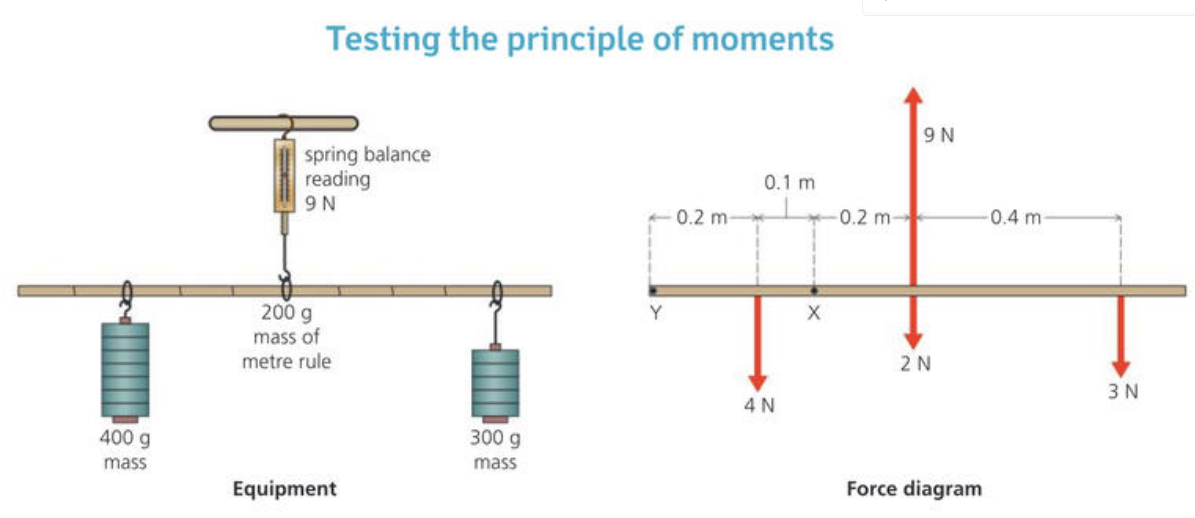 Testing the principle of moments
spring balance
reading
9 N
200 g
mass of
metre rule
400 g
mass
300 g
mass
Equipment
9 N
0.1 m
0.2 m
0.2 m
0.4 m
Y
X
2 N
4 N
3 N
Force diagram